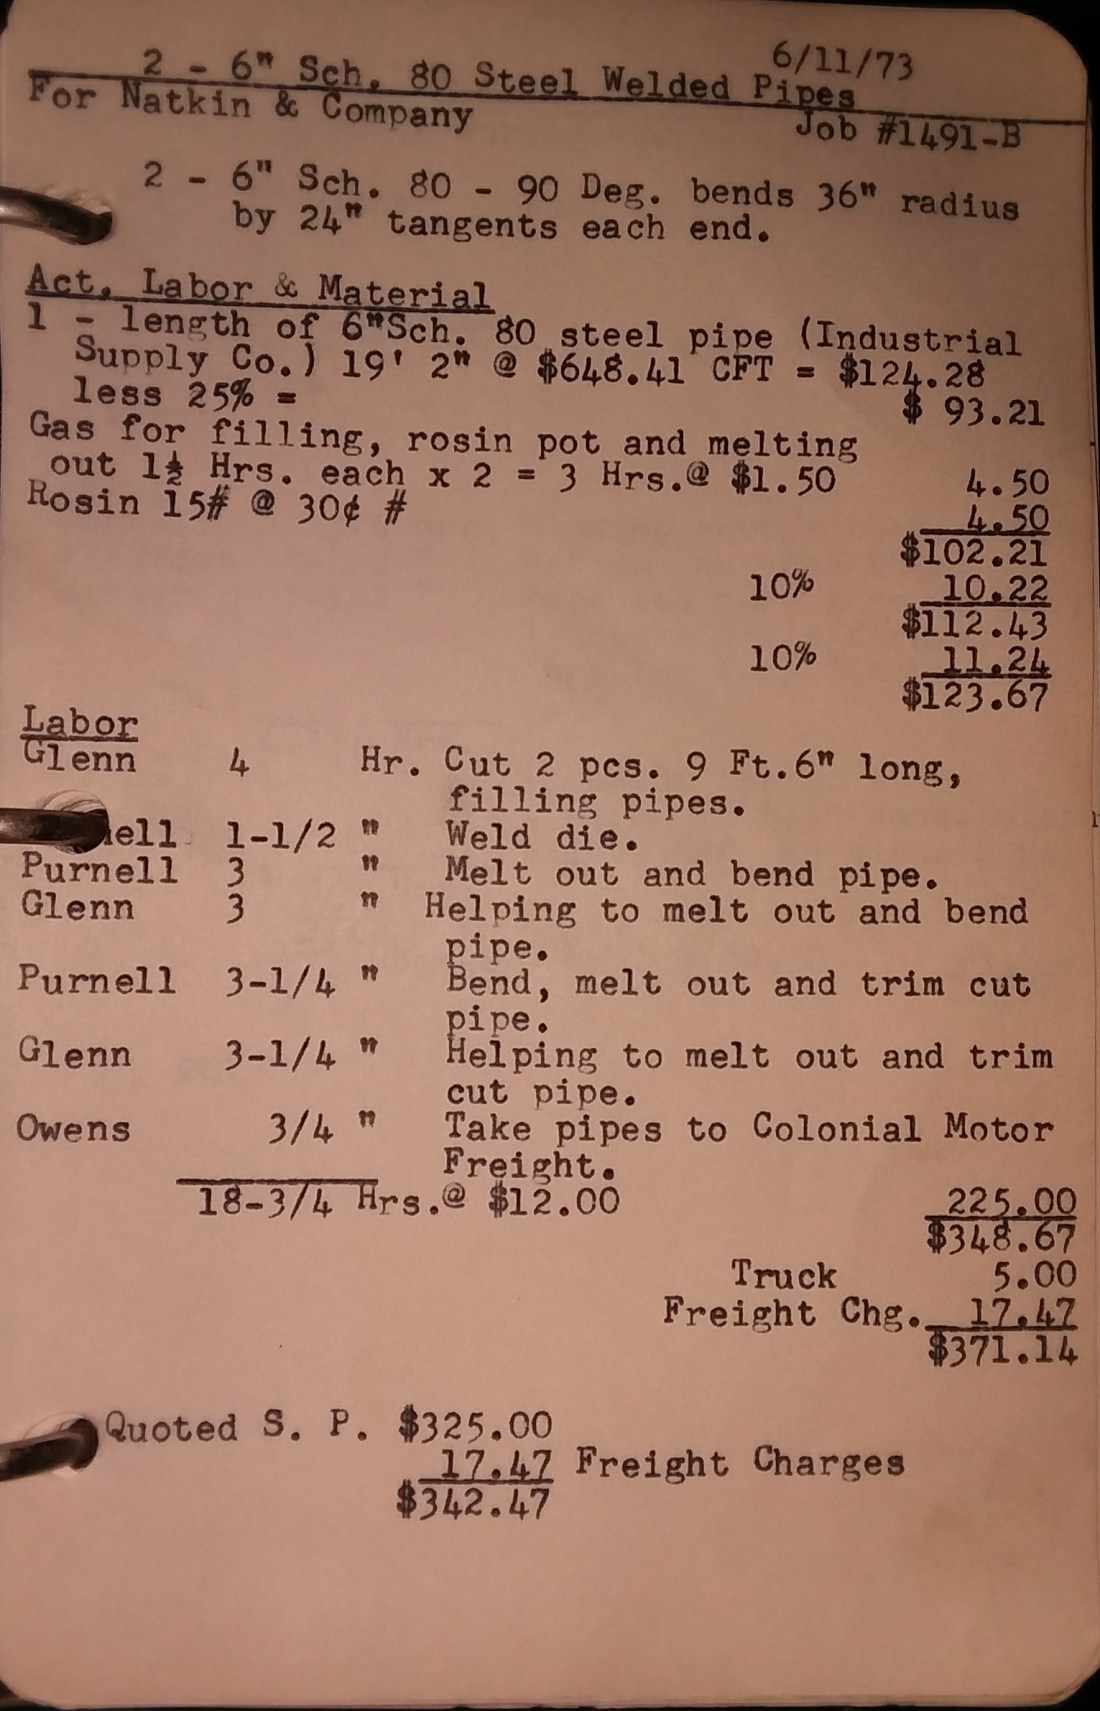 6/11/73
2 - 6" Sch. 80 Steel Welded Pipes
For Natkin & Company
Job #1491-B
2 - 6" Sch. 80 - 90 Deg. bends 36" radius
by 24" tangents each end.
Act. Labor & Material
1 - length of 6"Sch. 80 steel pipe (Industrial
Supply Co.) 19' 2" @ $648.41 CFT = $124.28
less 25% = $ 93.21
Gas for filling, rosin pot and melting
out 1½ Hrs. each x 2 = 3 Hrs.@ $1.50 4.50
Rosin 15# @ 30¢ # 4.50
$102.21
10% 10.22
$112.43
10% 11.24
$123.67
Labor
Glenn 4 Hr. Cut 2 pcs. 9 Ft.6" long,
filling pipes.
nell 1-1/2 " Weld die.
Purnell 3 " Melt out and bend pipe.
Glenn 3 " Helping to melt out and bend
pipe.
Purnell 3-1/4 " Bend, melt out and trim cut
pipe.
Glenn 3-1/4 " Helping to melt out and trim
cut pipe.
Owens 3/4 " Take pipes to Colonial Motor
Freight.
18-3/4 Hrs.@ $12.00 225.00
$348.67
Truck 5.00
Freight Chg. 17.47
$371.14
Quoted S. P. $325.00
17.47 Freight Charges
$342.47